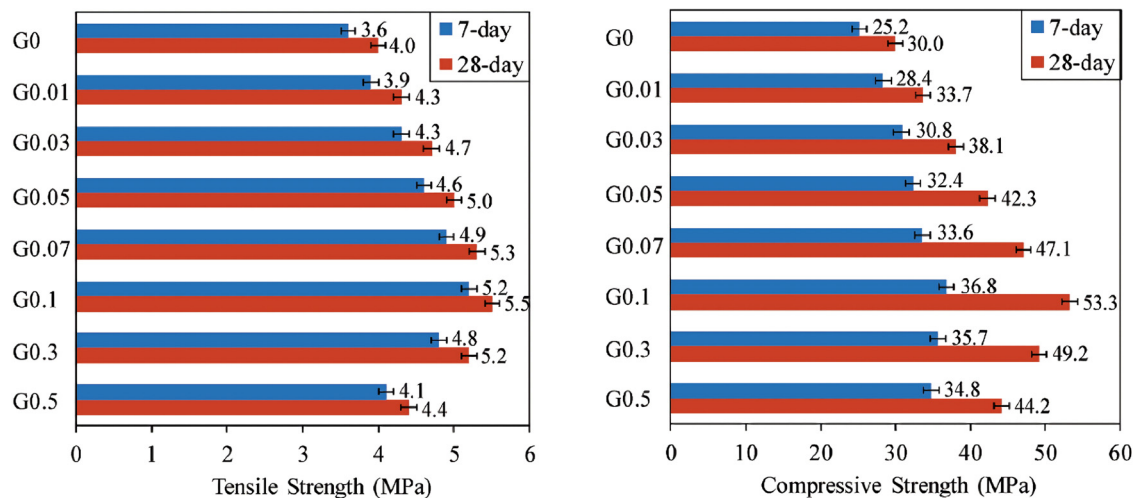 7-day
28-day
G0
3.6
4.0
G0.01
3.9
4.3
G0.03
4.3
4.7
G0.05
4.6
5.0
G0.07
4.9
5.3
G0.1
5.2
5.5
G0.3
4.8
5.2
G0.5
4.1
4.4
0 1 2 3 4 5 6
Tensile Strength (MPa)
7-day
28-day
G0
25.2
30.0
G0.01
28.4
33.7
G0.03
30.8
38.1
G0.05
32.4
42.3
G0.07
33.6
47.1
G0.1
36.8
53.3
G0.3
35.7
49.2
G0.5
34.8
44.2
0 10 20 30 40 50 60
Compressive Strength (MPa)